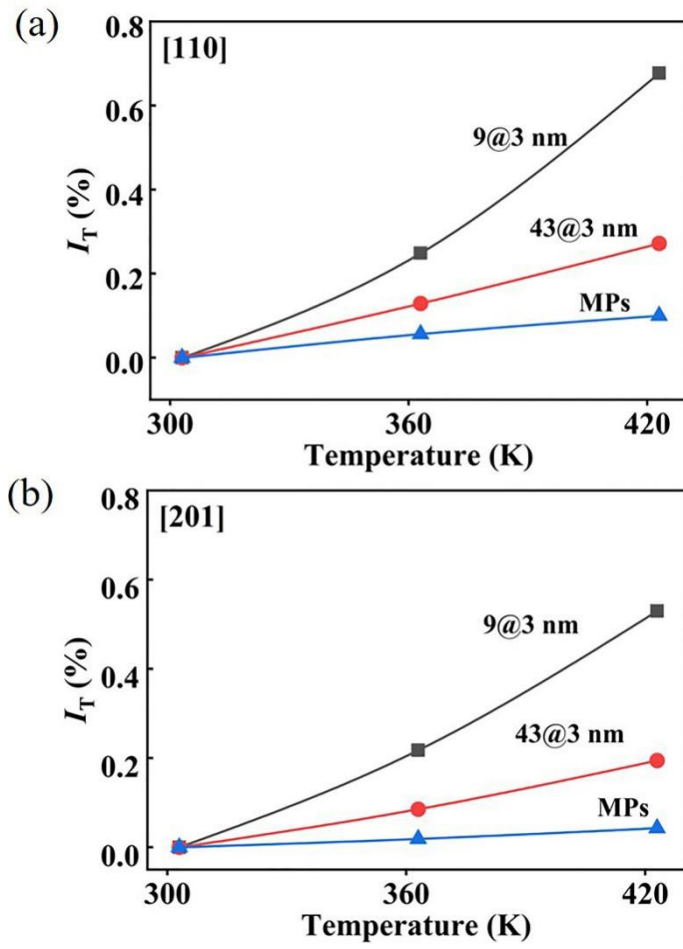 (a)
[110]
0.8
0.6
0.4
0.2
0.0
I_T (%)
9@3 nm
43@3 nm
MPs
300 360 420
Temperature (K)
(b)
[201]
0.8
0.6
0.4
0.2
0.0
I_T (%)
9@3 nm
43@3 nm
MPs
300 360 420
Temperature (K)